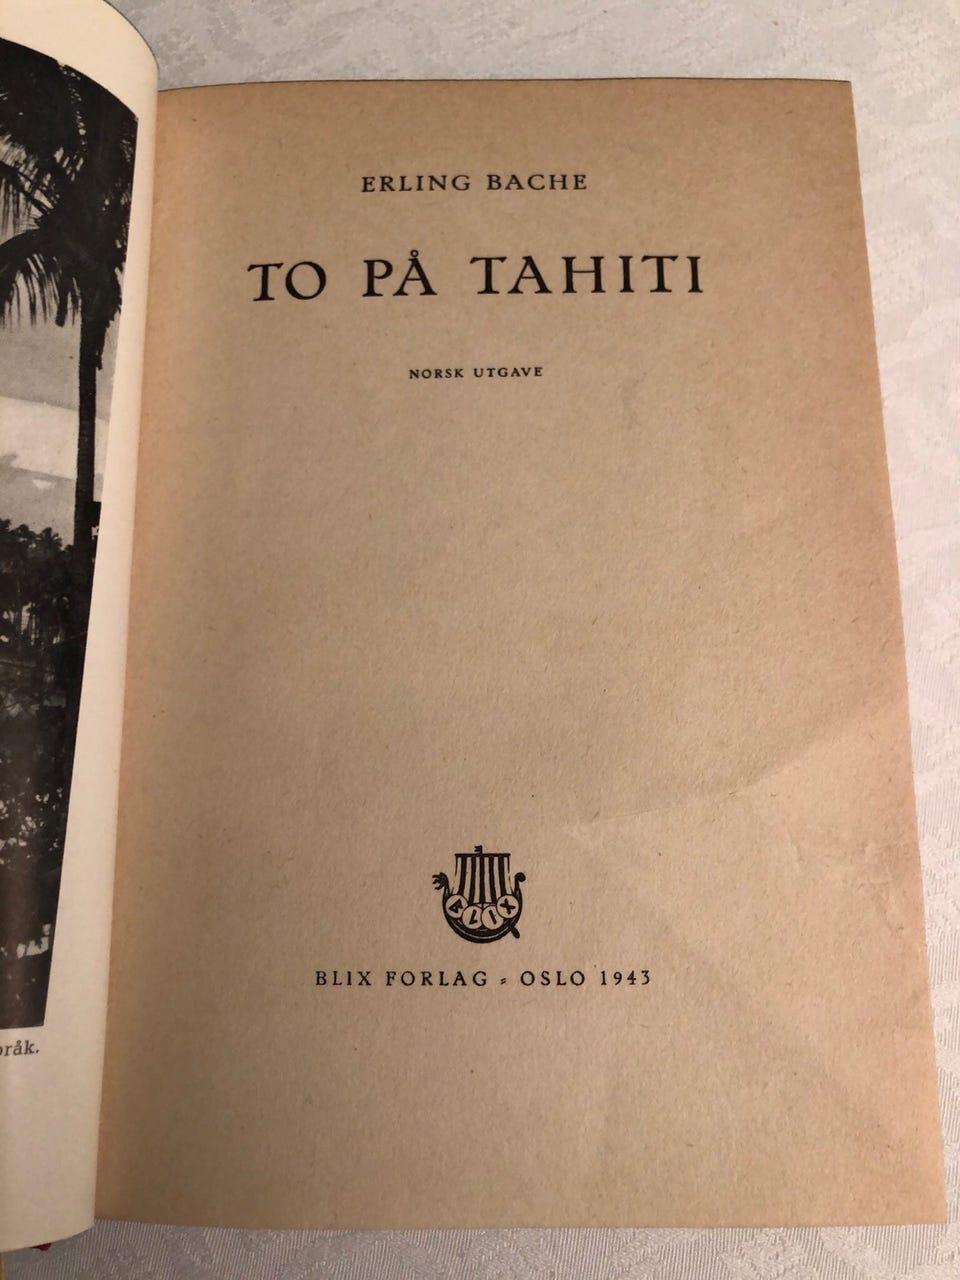 ERLING BACHE
TO PÅ TAHITI
NORSK UTGAVE
BLIX
BLIX FORLAG - OSLO 1943